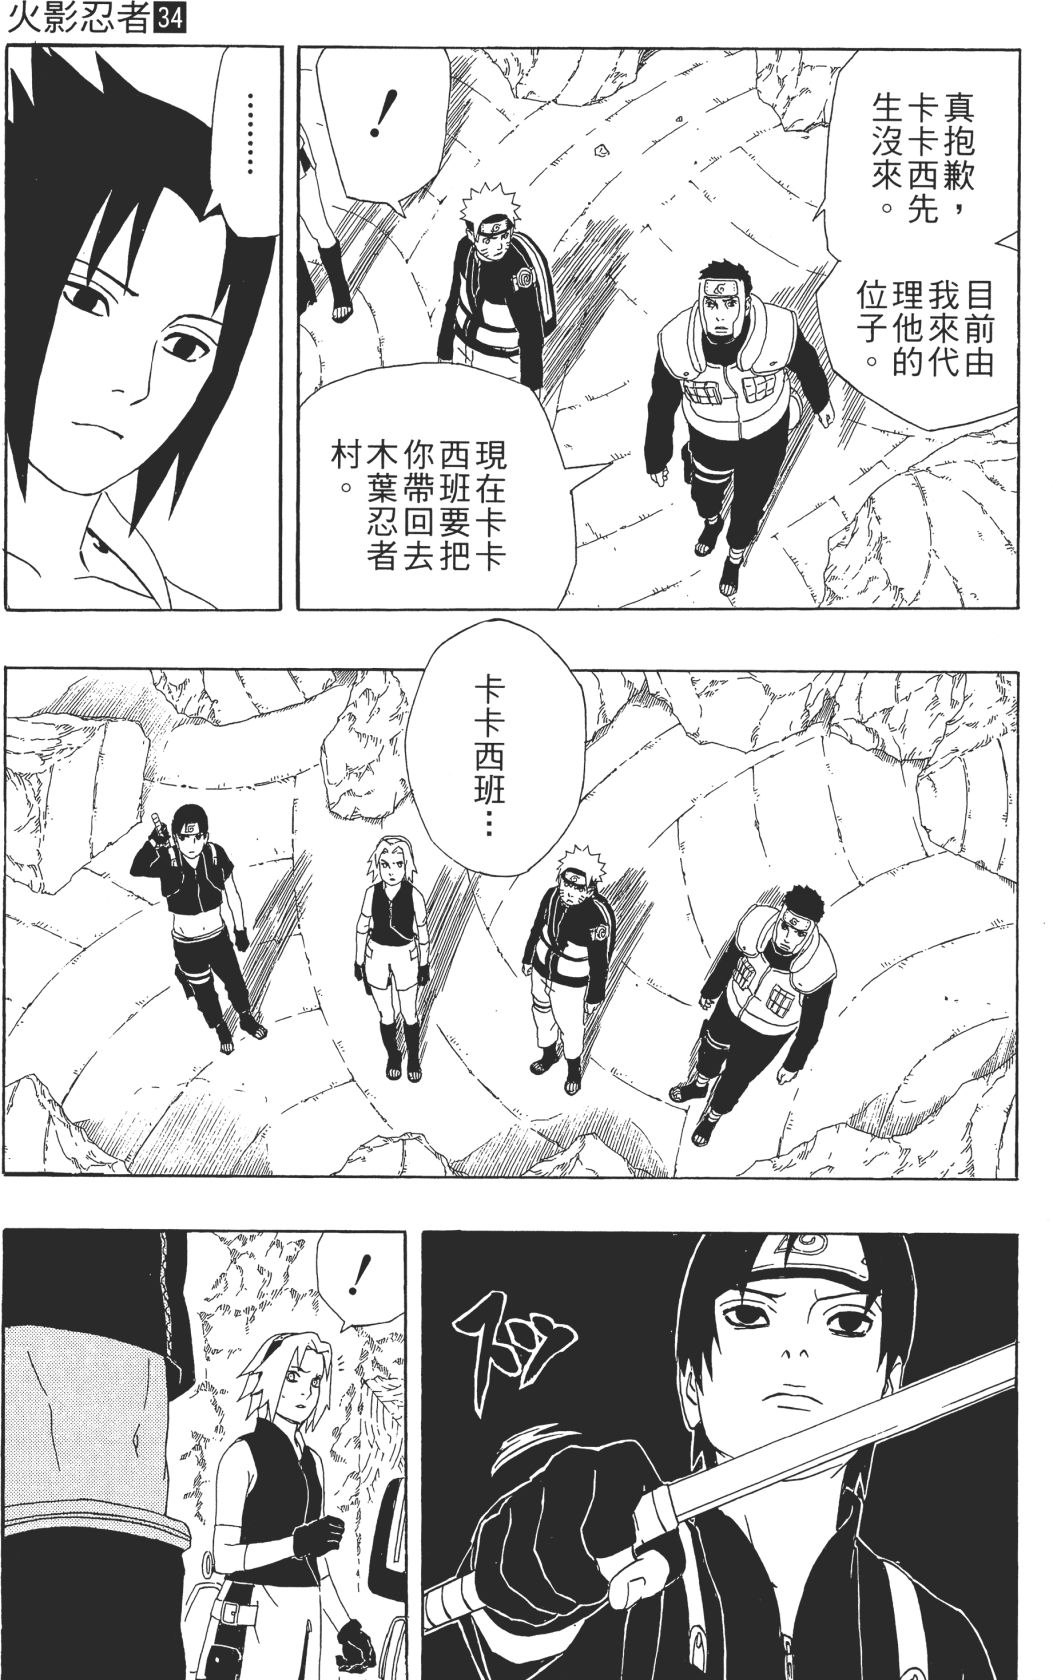 火影忍者34
真抱歉，
卡卡西先
生沒來。
目前由
我來代
理他的
位子。
！
現在卡卡
西班要把
你帶回去
木葉忍者
村。
………
卡卡西班…
ズッ
！